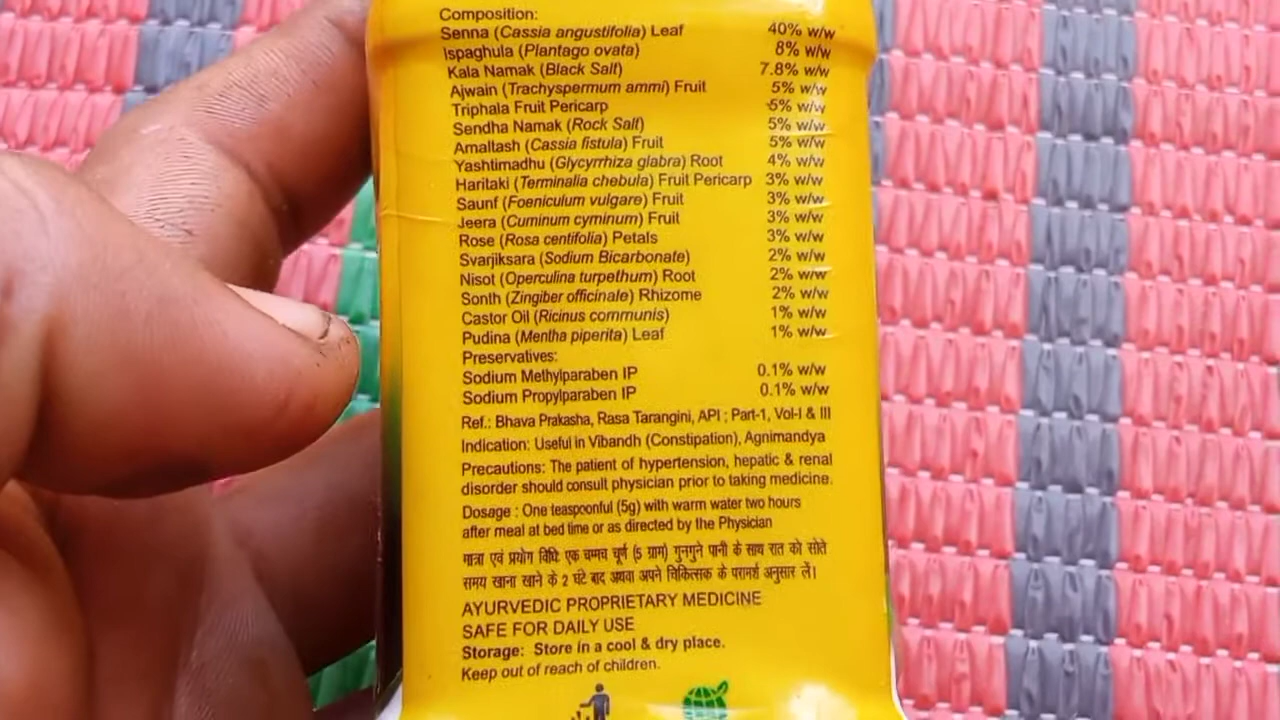 Composition:
Senna (Cassia angustifolia) Leaf 40% w/w
Ispaghula (Plantago ovata) 8% w/w
Kala Namak (Black Salt) 7.8% w/w
Ajwain (Trachyspermum ammi) Fruit 5% w/w
Triphala Fruit Pericarp 5% w/w
Sendha Namak (Rock Salt) 5% w/w
Amaltash (Cassia fistula) Fruit 5% w/w
Yashtimadhu (Glycyrrhiza glabra) Root 4% w/w
Haritaki (Terminalia chebula) Fruit Pericarp 3% w/w
Saunf (Foeniculum vulgare) Fruit 3% w/w
Jeera (Cuminum cyminum) Fruit 3% w/w
Rose (Rosa centifolia) Petals 3% w/w
Svarjiksara (Sodium Bicarbonate) 2% w/w
Nisot (Operculina turpethum) Root 2% w/w
Sonth (Zingiber officinale) Rhizome 2% w/w
Castor Oil (Ricinus communis) 1% w/w
Pudina (Mentha piperita) Leaf 1% w/w
Preservatives:
Sodium Methylparaben IP 0.1% w/w
Sodium Propylparaben IP 0.1% w/w
Ref.: Bhava Prakasha, Rasa Tarangini, API ; Part-1, Vol-I & III
Indication: Useful in Vibandh (Constipation), Agnimandya
Precautions: The patient of hypertension, hepatic & renal
disorder should consult physician prior to taking medicine.
Dosage : One teaspoonful (5g) with warm water two hours
after meal at bed time or as directed by the Physician
मात्रा एवं प्रयोग विधि: एक चम्मच चूर्ण (5 ग्राम) गुनगुने पानी के साथ रात को सोते
समय खाना खाने के 2 घंटे बाद अथवा अपने चिकित्सक के परामर्श अनुसार लें।
AYURVEDIC PROPRIETARY MEDICINE
SAFE FOR DAILY USE
Storage: Store in a cool & dry place.
Keep out of reach of children.